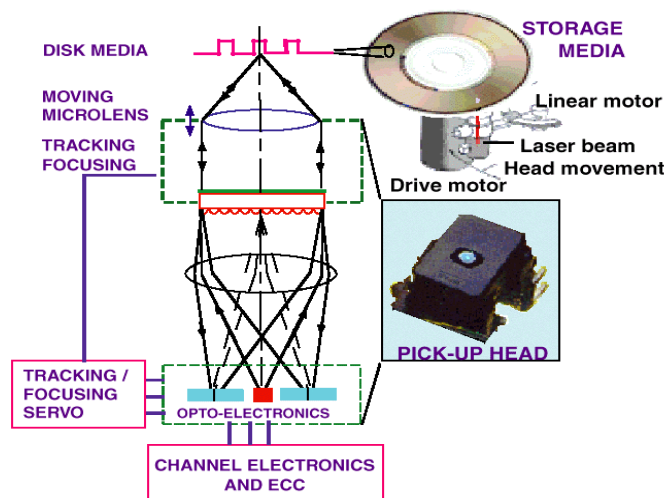 DISK MEDIA
STORAGE
MEDIA
MOVING
MICROLENS
Linear motor
TRACKING
FOCUSING
Laser beam
Head movement
Drive motor
PICK-UP HEAD
TRACKING /
FOCUSING
SERVO
OPTO-ELECTRONICS
CHANNEL ELECTRONICS
AND ECC